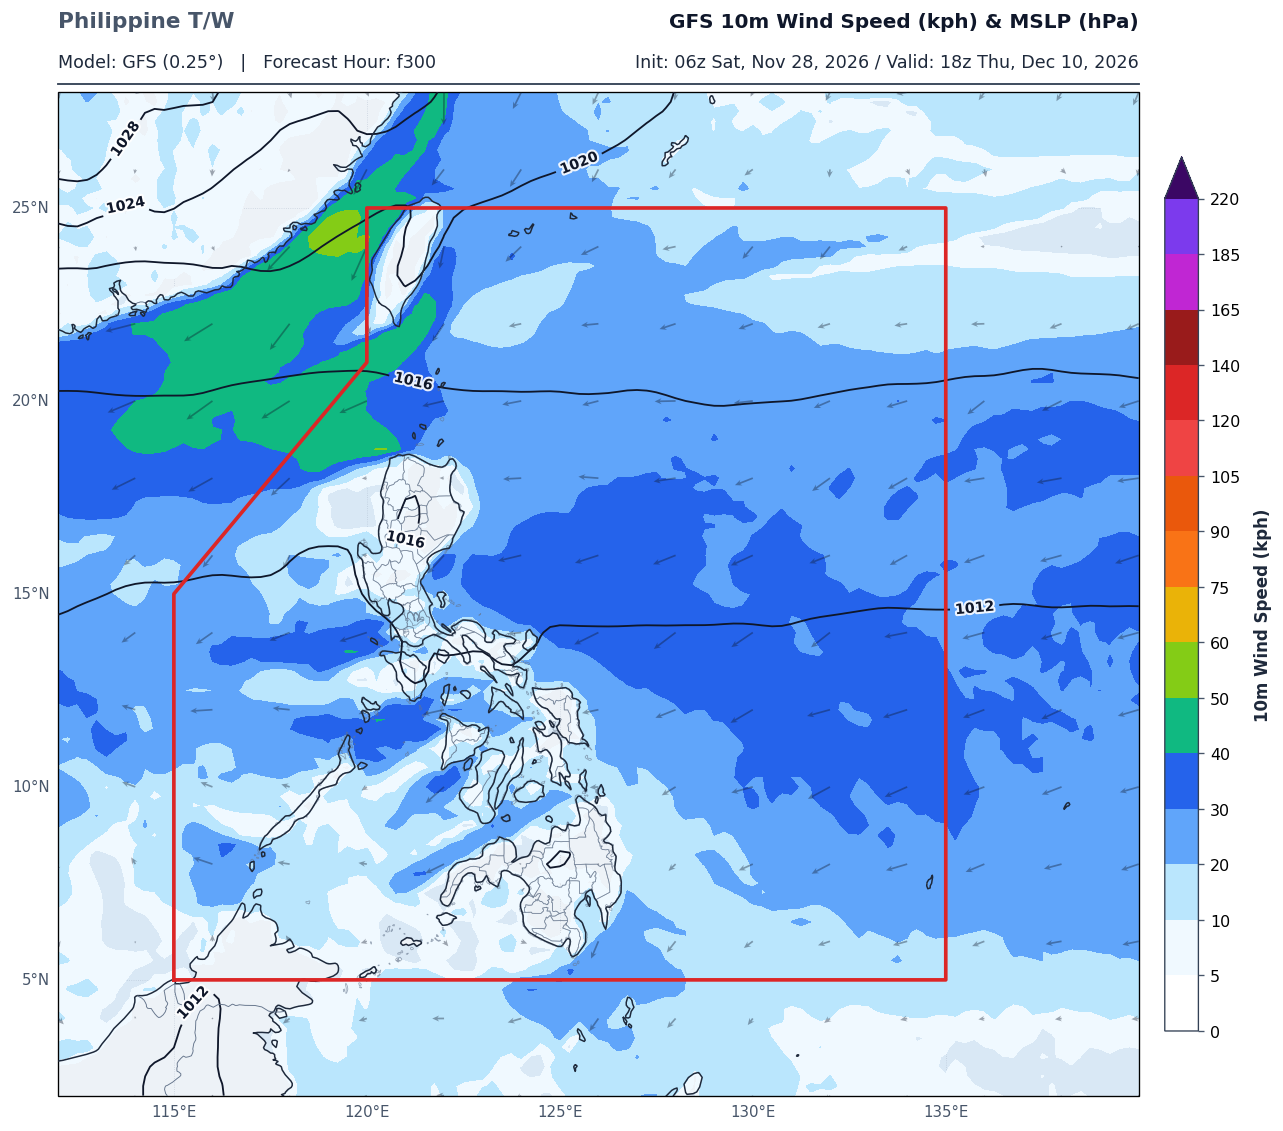 Philippine T/W
GFS 10m Wind Speed (kph) & MSLP (hPa)
Model: GFS (0.25°) | Forecast Hour: f300
Init: 06z Sat, Nov 28, 2026 / Valid: 18z Thu, Dec 10, 2026
1028
1024
1020
1016
1016
1012
1012
25°N
20°N
15°N
10°N
5°N
115°E
120°E
125°E
130°E
135°E
220
185
165
140
120
105
90
75
60
50
40
30
20
10
5
0
10m Wind Speed (kph)